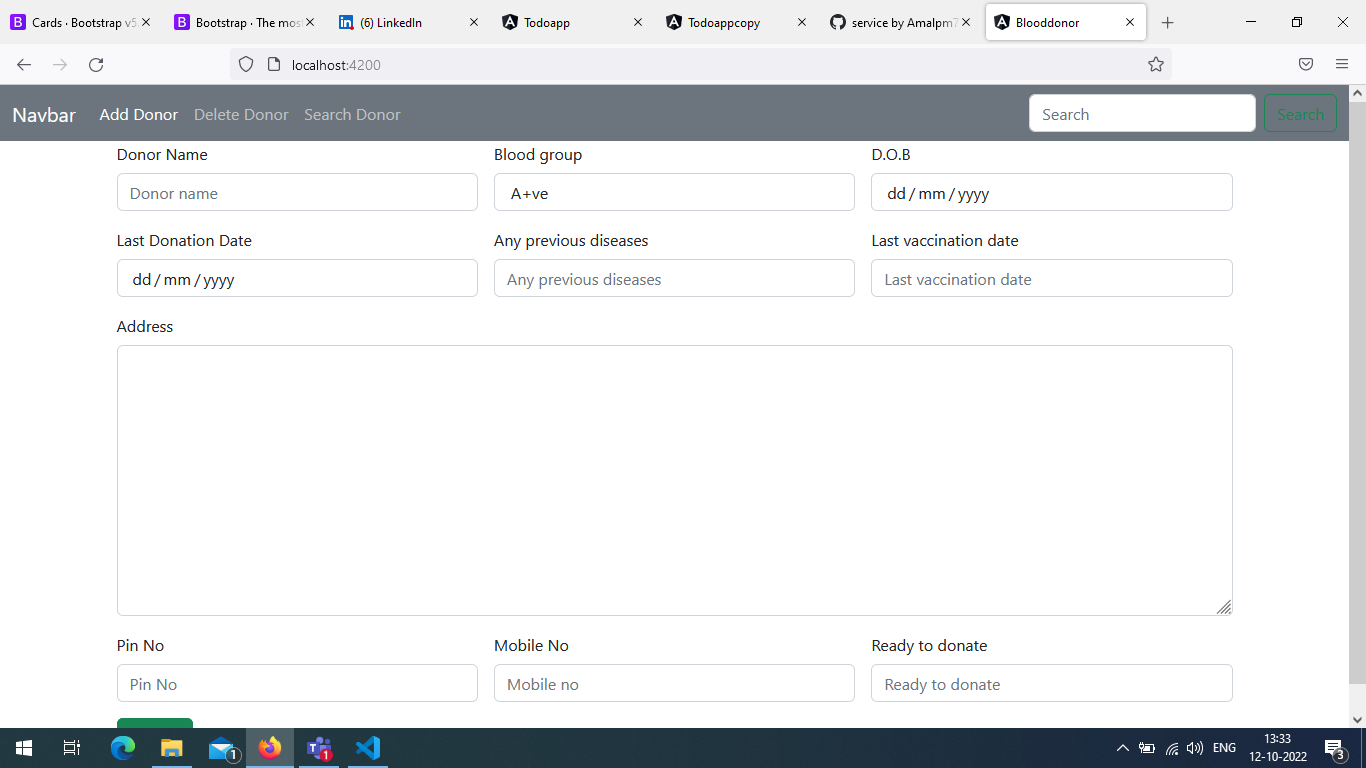 Cards · Bootstrap v5. Bootstrap · The most (6) LinkedIn Todoapp Todoappcopy service by Amalpm7 Blooddonor
localhost:4200
Navbar Add Donor Delete Donor Search Donor Search Search
Donor Name Blood group D.O.B
Donor name A+ve dd / mm / yyyy
Last Donation Date Any previous diseases Last vaccination date
dd / mm / yyyy Any previous diseases Last vaccination date
Address
Pin No Mobile No Ready to donate
Pin No Mobile no Ready to donate
1 1 ENG 13:33
12-10-2022 3